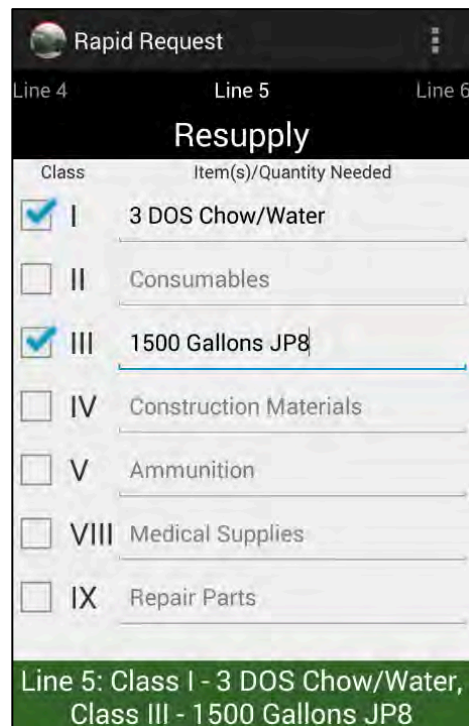 Rapid Request
Line 4 Line 5 Line 6
Resupply
Class Item(s)/Quantity Needed
I 3 DOS Chow/Water
II Consumables
III 1500 Gallons JP8
IV Construction Materials
V Ammunition
VIII Medical Supplies
IX Repair Parts
Line 5: Class I - 3 DOS Chow/Water,
Class III - 1500 Gallons JP8